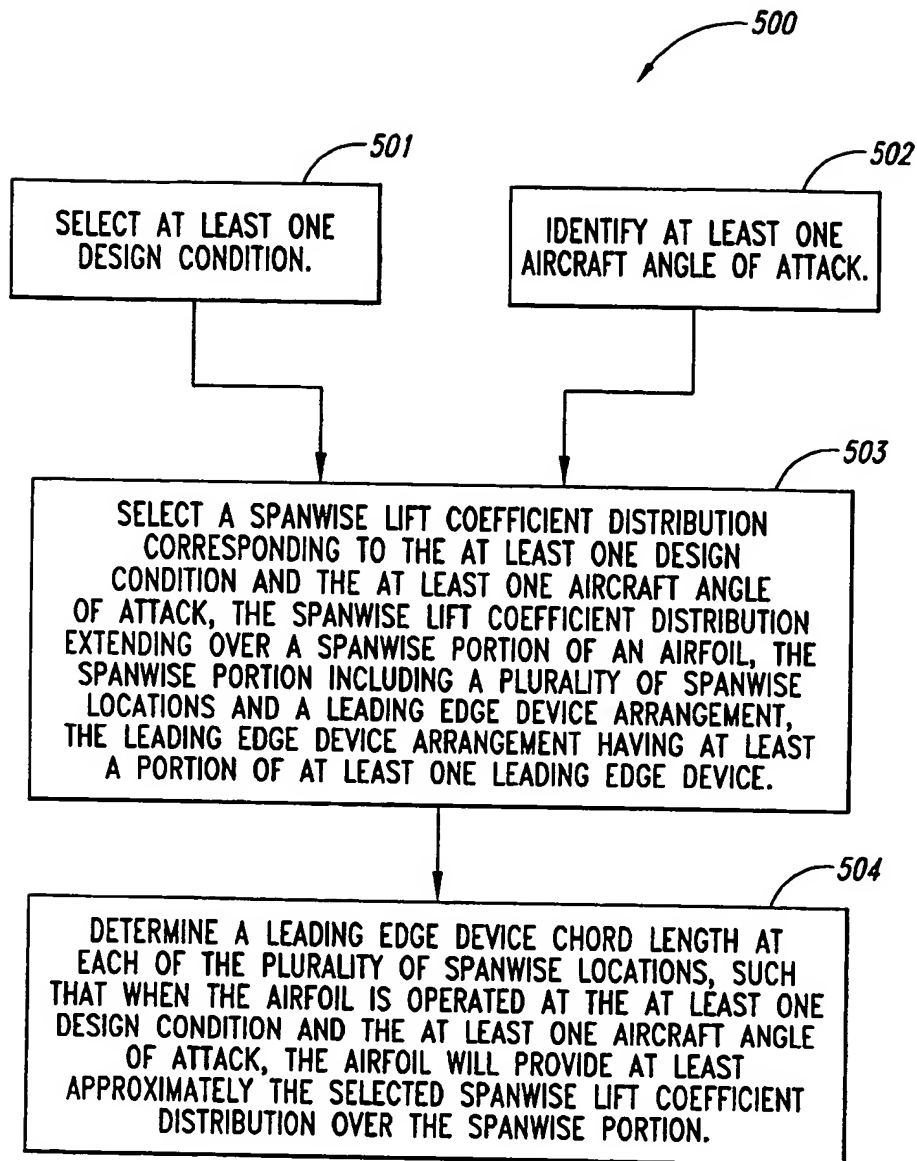 500
501
SELECT AT LEAST ONE
DESIGN CONDITION.
502
IDENTIFY AT LEAST ONE
AIRCRAFT ANGLE OF ATTACK.
503
SELECT A SPANWISE LIFT COEFFICIENT DISTRIBUTION
CORRESPONDING TO THE AT LEAST ONE DESIGN
CONDITION AND THE AT LEAST ONE AIRCRAFT ANGLE
OF ATTACK, THE SPANWISE LIFT COEFFICIENT DISTRIBUTION
EXTENDING OVER A SPANWISE PORTION OF AN AIRFOIL, THE
SPANWISE PORTION INCLUDING A PLURALITY OF SPANWISE
LOCATIONS AND A LEADING EDGE DEVICE ARRANGEMENT,
THE LEADING EDGE DEVICE ARRANGEMENT HAVING AT LEAST
A PORTION OF AT LEAST ONE LEADING EDGE DEVICE.
504
DETERMINE A LEADING EDGE DEVICE CHORD LENGTH AT
EACH OF THE PLURALITY OF SPANWISE LOCATIONS, SUCH
THAT WHEN THE AIRFOIL IS OPERATED AT THE AT LEAST ONE
DESIGN CONDITION AND THE AT LEAST ONE AIRCRAFT ANGLE
OF ATTACK, THE AIRFOIL WILL PROVIDE AT LEAST
APPROXIMATELY THE SELECTED SPANWISE LIFT COEFFICIENT
DISTRIBUTION OVER THE SPANWISE PORTION.